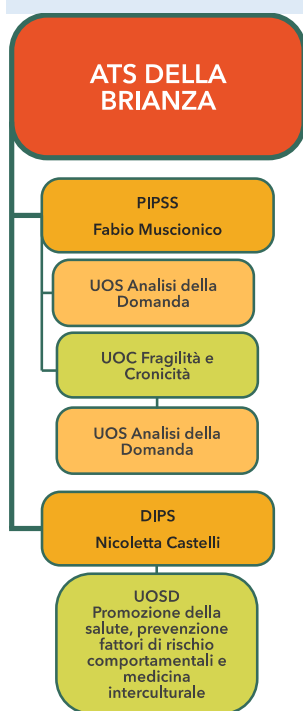 ATS DELLA
BRIANZA
PIPSS
Fabio Muscionico
UOS Analisi della
Domanda
UOC Fragilità e
Cronicità
UOS Analisi della
Domanda
DIPS
Nicoletta Castelli
UOSD
Promozione della
salute, prevenzione
fattori di rischio
comportamentali e
medicina
interculturale